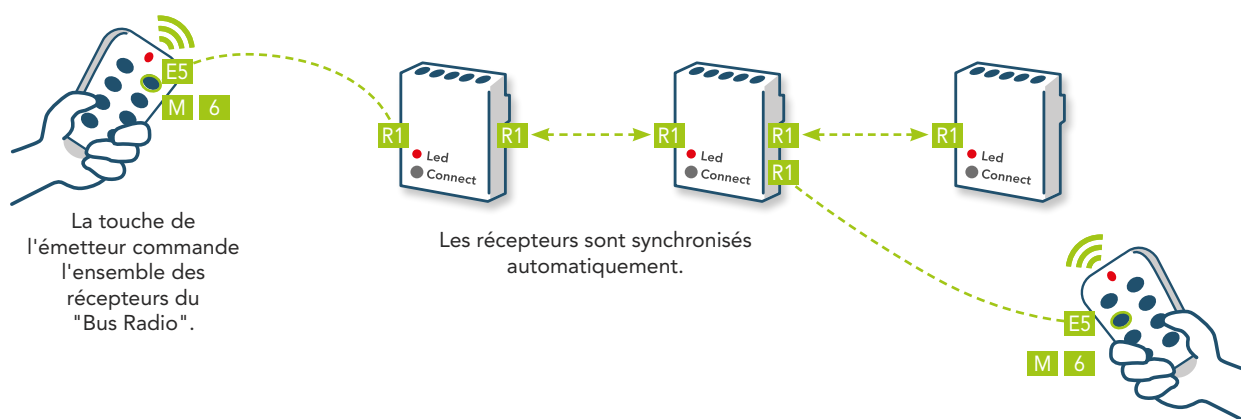 E5
M 6
R1 R1 R1 R1 R1
R1
Led
Connect
Led
Connect
Led
Connect
La touche de
l'émetteur commande
l'ensemble des
récepteurs du
"Bus Radio".
Les récepteurs sont synchronisés
automatiquement.
E5
M 6